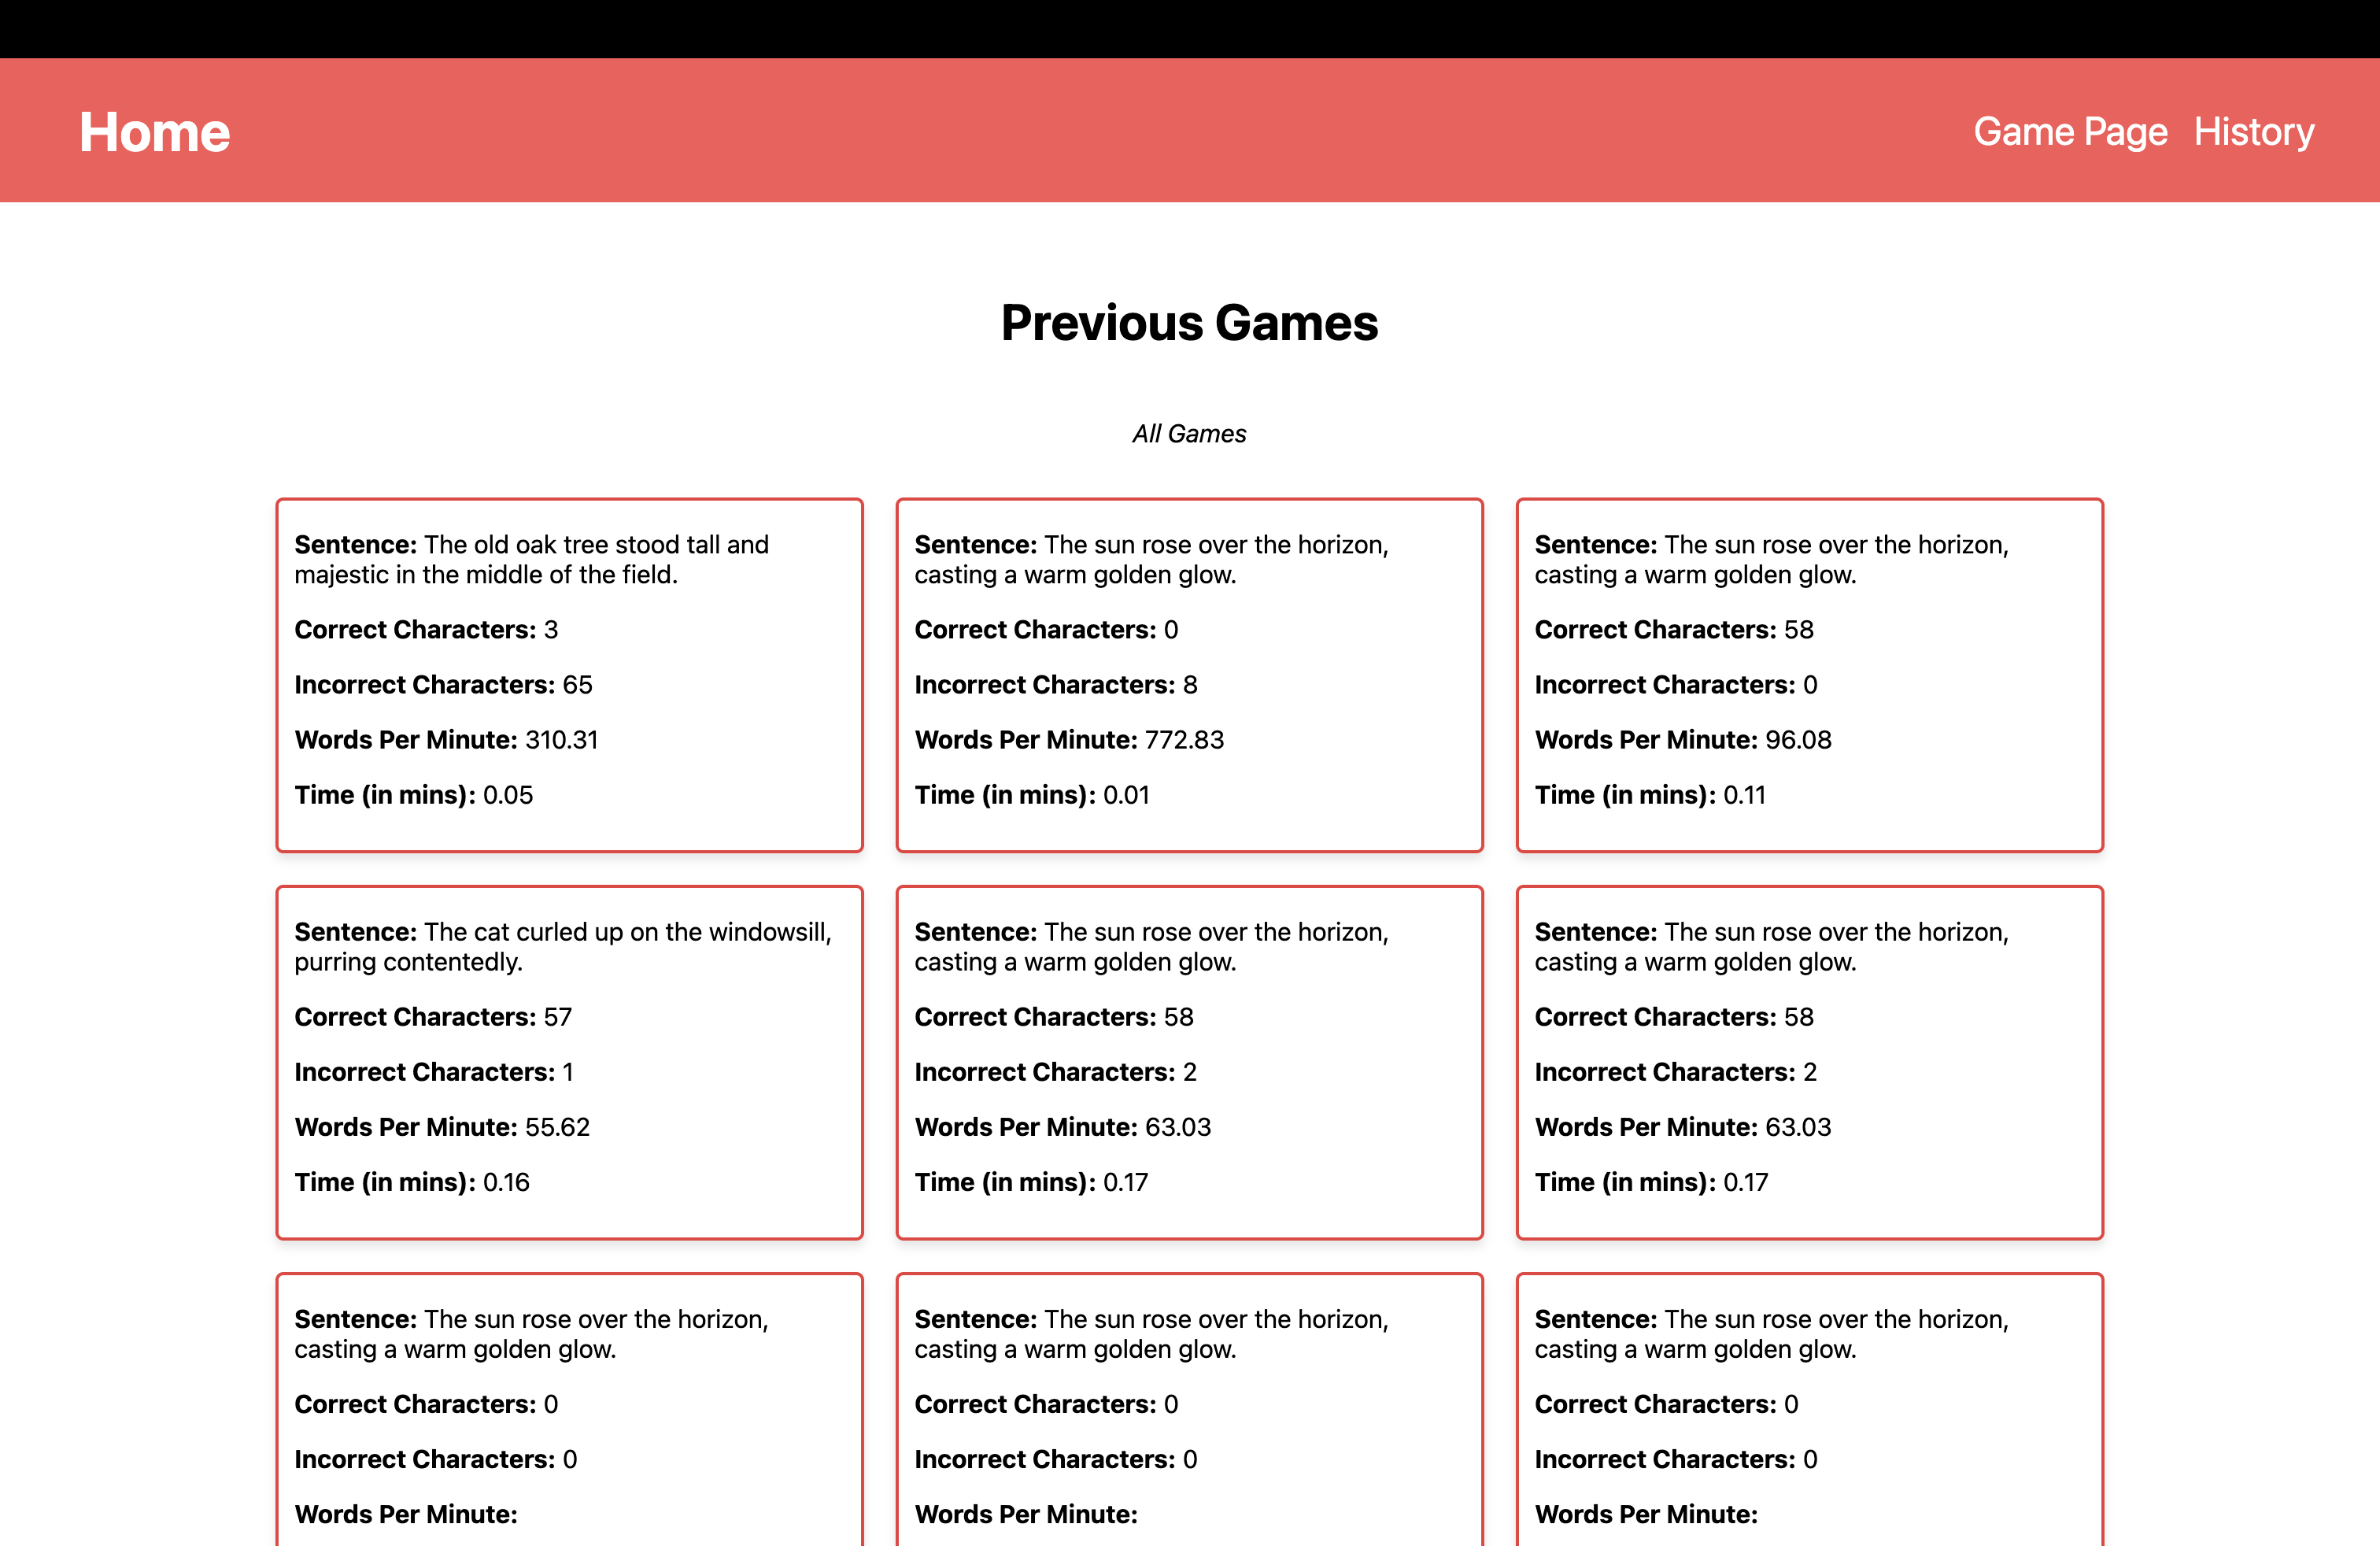 Home
Game Page History
Previous Games
All Games
Sentence: The old oak tree stood tall and
majestic in the middle of the field.
Correct Characters: 3
Incorrect Characters: 65
Words Per Minute: 310.31
Time (in mins): 0.05
Sentence: The sun rose over the horizon,
casting a warm golden glow.
Correct Characters: 0
Incorrect Characters: 8
Words Per Minute: 772.83
Time (in mins): 0.01
Sentence: The sun rose over the horizon,
casting a warm golden glow.
Correct Characters: 58
Incorrect Characters: 0
Words Per Minute: 96.08
Time (in mins): 0.11
Sentence: The cat curled up on the windowsill,
purring contentedly.
Correct Characters: 57
Incorrect Characters: 1
Words Per Minute: 55.62
Time (in mins): 0.16
Sentence: The sun rose over the horizon,
casting a warm golden glow.
Correct Characters: 58
Incorrect Characters: 2
Words Per Minute: 63.03
Time (in mins): 0.17
Sentence: The sun rose over the horizon,
casting a warm golden glow.
Correct Characters: 58
Incorrect Characters: 2
Words Per Minute: 63.03
Time (in mins): 0.17
Sentence: The sun rose over the horizon,
casting a warm golden glow.
Correct Characters: 0
Incorrect Characters: 0
Words Per Minute:
Sentence: The sun rose over the horizon,
casting a warm golden glow.
Correct Characters: 0
Incorrect Characters: 0
Words Per Minute:
Sentence: The sun rose over the horizon,
casting a warm golden glow.
Correct Characters: 0
Incorrect Characters: 0
Words Per Minute: